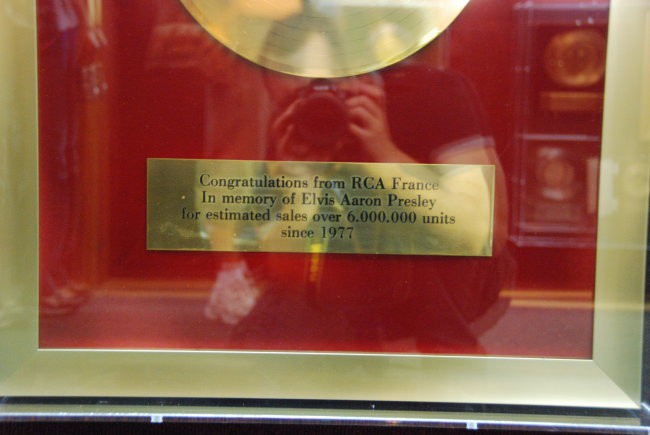 Congratulations from RCA France
In memory of Elvis Aaron Presley
for estimated sales over 6.000.000 units
since 1977